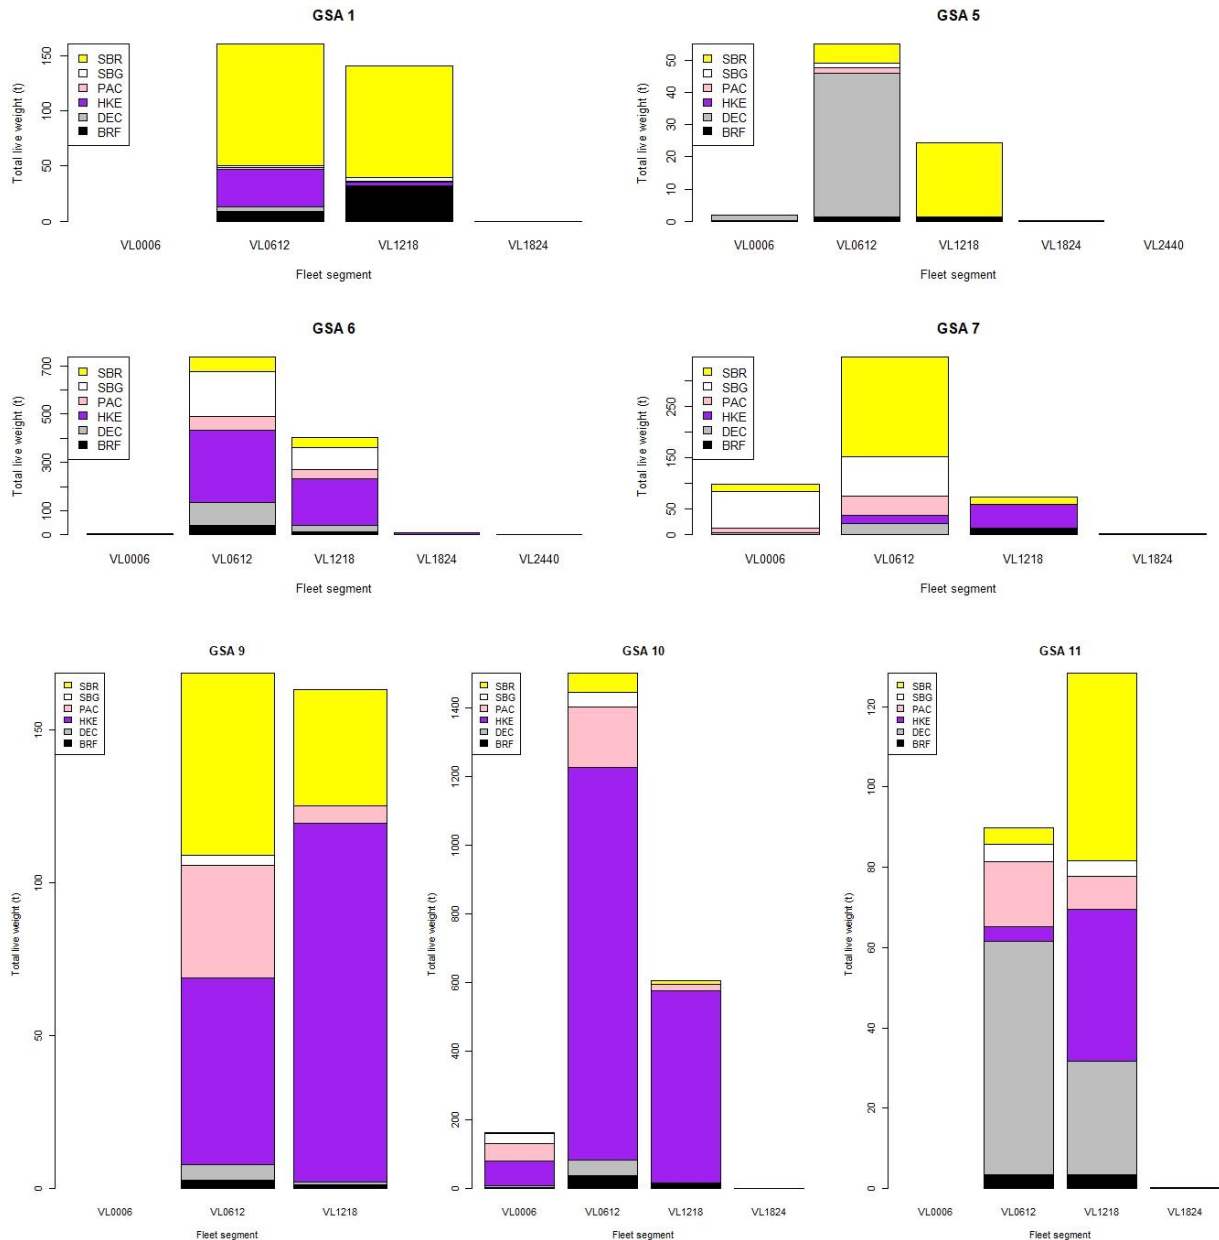 GSA 1
Total live weight (t)
150
100
50
0
SBR
SBG
PAC
HKE
DEC
BRF
VL0006
VL0612
VL1218
VL1824
Fleet segment
GSA 5
Total live weight (t)
50
40
30
20
10
0
SBR
SBG
PAC
HKE
DEC
BRF
VL0006
VL0612
VL1218
VL1824
VL2440
Fleet segment
GSA 6
Total live weight (t)
700
500
300
100
0
SBR
SBG
PAC
HKE
DEC
BRF
VL0006
VL0612
VL1218
VL1824
VL2440
Fleet segment
GSA 7
Total live weight (t)
250
150
50
0
SBR
SBG
PAC
HKE
DEC
BRF
VL0006
VL0612
VL1218
VL1824
Fleet segment
GSA 9
Total live weight (t)
150
100
50
0
SBR
SBG
PAC
HKE
DEC
BRF
VL0006
VL0612
VL1218
Fleet segment
GSA 10
Total live weight (t)
1400
1200
1000
800
600
400
200
0
SBR
SBG
PAC
HKE
DEC
BRF
VL0006
VL0612
VL1218
VL1824
Fleet segment
GSA 11
Total live weight (t)
120
100
80
60
40
20
0
SBR
SBG
PAC
HKE
DEC
BRF
VL0006
VL0612
VL1218
VL1824
Fleet segment